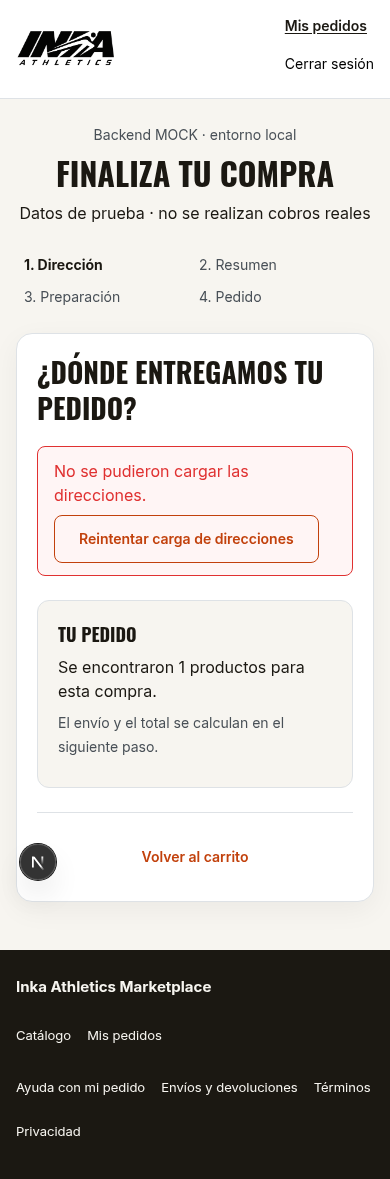 INKA
ATHLETICS
Mis pedidos
Cerrar sesión
Backend MOCK · entorno local
FINALIZA TU COMPRA
Datos de prueba · no se realizan cobros reales
1. Dirección
2. Resumen
3. Preparación
4. Pedido
¿DÓNDE ENTREGAMOS TU
PEDIDO?
No se pudieron cargar las
direcciones.
Reintentar carga de direcciones
TU PEDIDO
Se encontraron 1 productos para
esta compra.
El envío y el total se calculan en el
siguiente paso.
Volver al carrito
N
Inka Athletics Marketplace
Catálogo Mis pedidos
Ayuda con mi pedido Envíos y devoluciones Términos
Privacidad